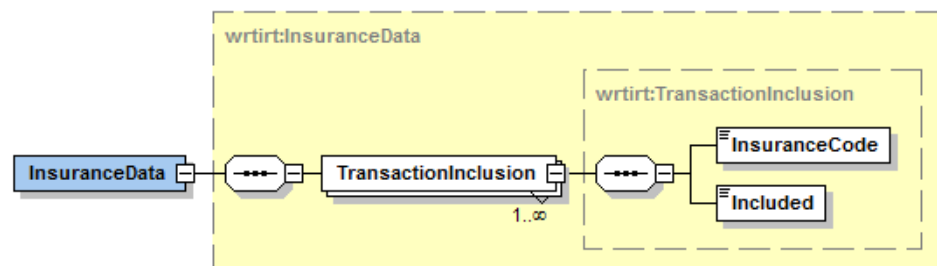 wrtirt:InsuranceData
wrtirt:TransactionInclusion
InsuranceData
TransactionInclusion
1..∞
InsuranceCode
Included